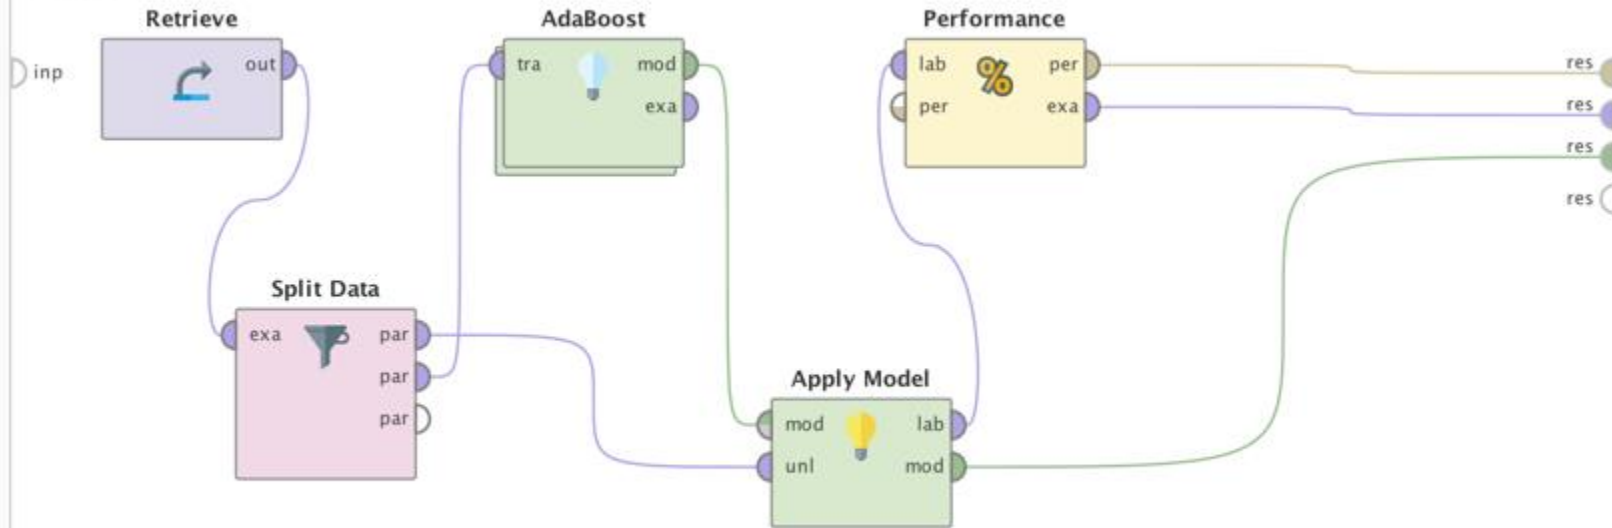 Retrieve
AdaBoost
Performance
inp
out
tra
mod
exa
lab
per
per
exa
res
res
res
res
Split Data
exa
par
par
par
Apply Model
mod
lab
unl
mod